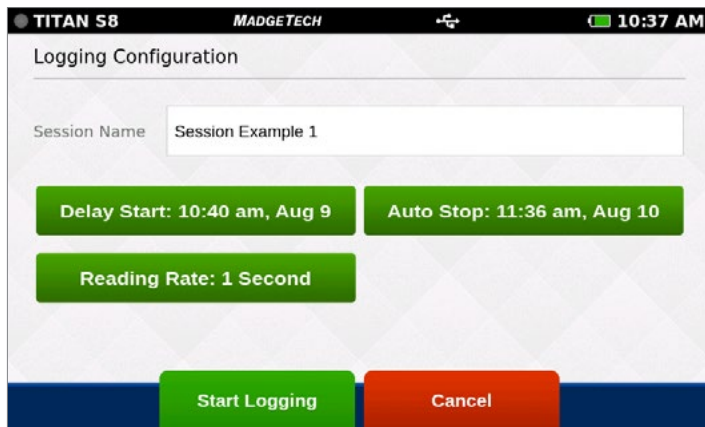 TITAN S8 MADGETECH 10:37 AM
Logging Configuration
Session Name Session Example 1
Delay Start: 10:40 am, Aug 9 Auto Stop: 11:36 am, Aug 10
Reading Rate: 1 Second
Start Logging Cancel